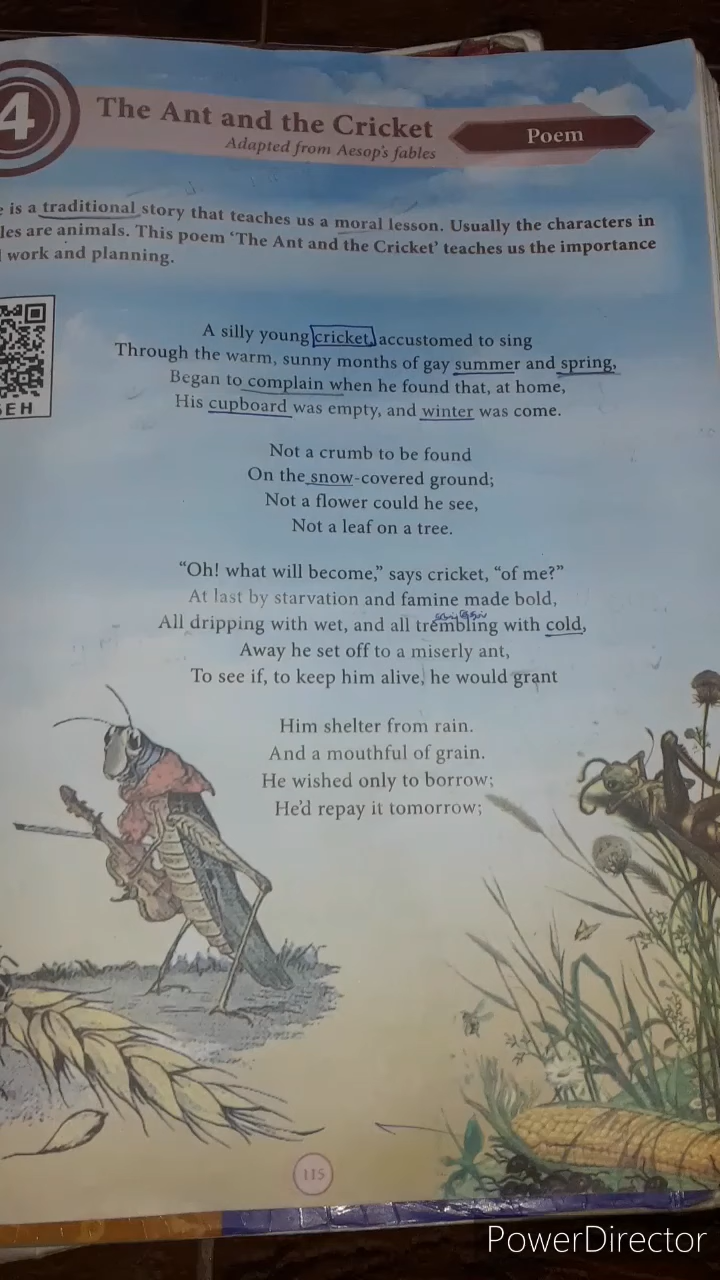 4
The Ant and the Cricket
Adapted from Aesop's fables
Poem
is a traditional story that teaches us a moral lesson. Usually the characters in
les are animals. This poem 'The Ant and the Cricket' teaches us the importance
work and planning.
EH
A silly young cricket, accustomed to sing
Through the warm, sunny months of gay summer and spring,
Began to complain when he found that, at home,
His cupboard was empty, and winter was come.
Not a crumb to be found
On the snow-covered ground;
Not a flower could he see,
Not a leaf on a tree.
"Oh! what will become," says cricket, "of me?"
At last by starvation and famine made bold,
All dripping with wet, and all trembling with cold,
Away he set off to a miserly ant,
To see if, to keep him alive, he would grant
Him shelter from rain.
And a mouthful of grain.
He wished only to borrow;
He'd repay it tomorrow;
115
PowerDirector